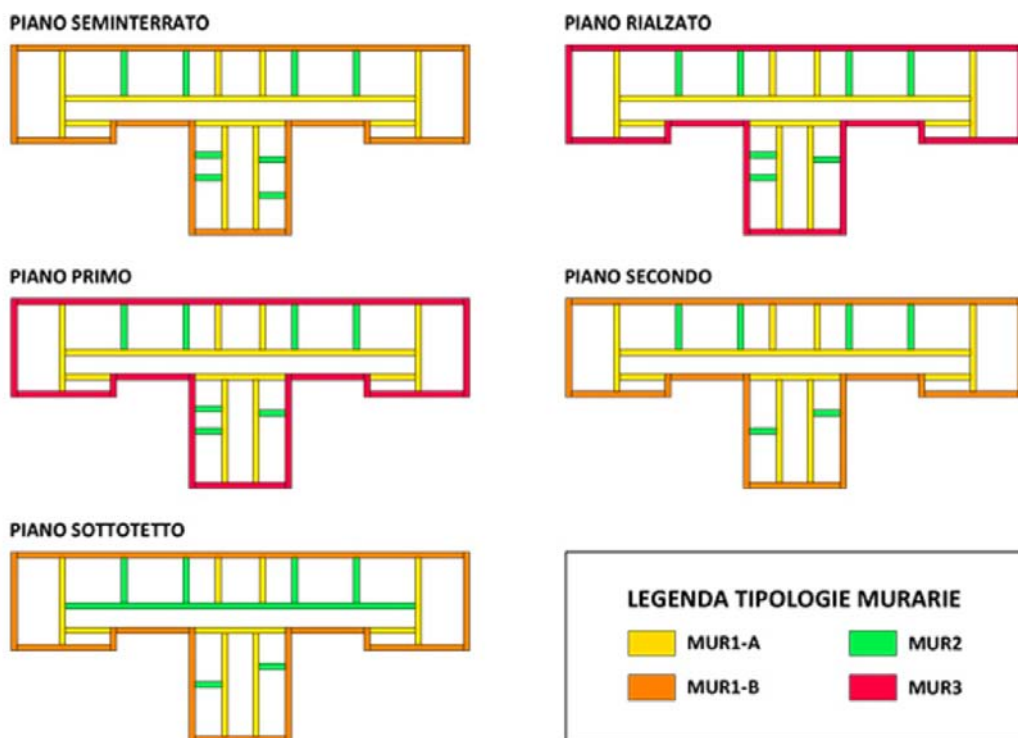 PIANO SEMINTERRATO
PIANO RIALZATO
PIANO PRIMO
PIANO SECONDO
PIANO SOTTOTETTO
LEGENDA TIPOLOGIE MURARIE
MUR1-A
MUR2
MUR1-B
MUR3